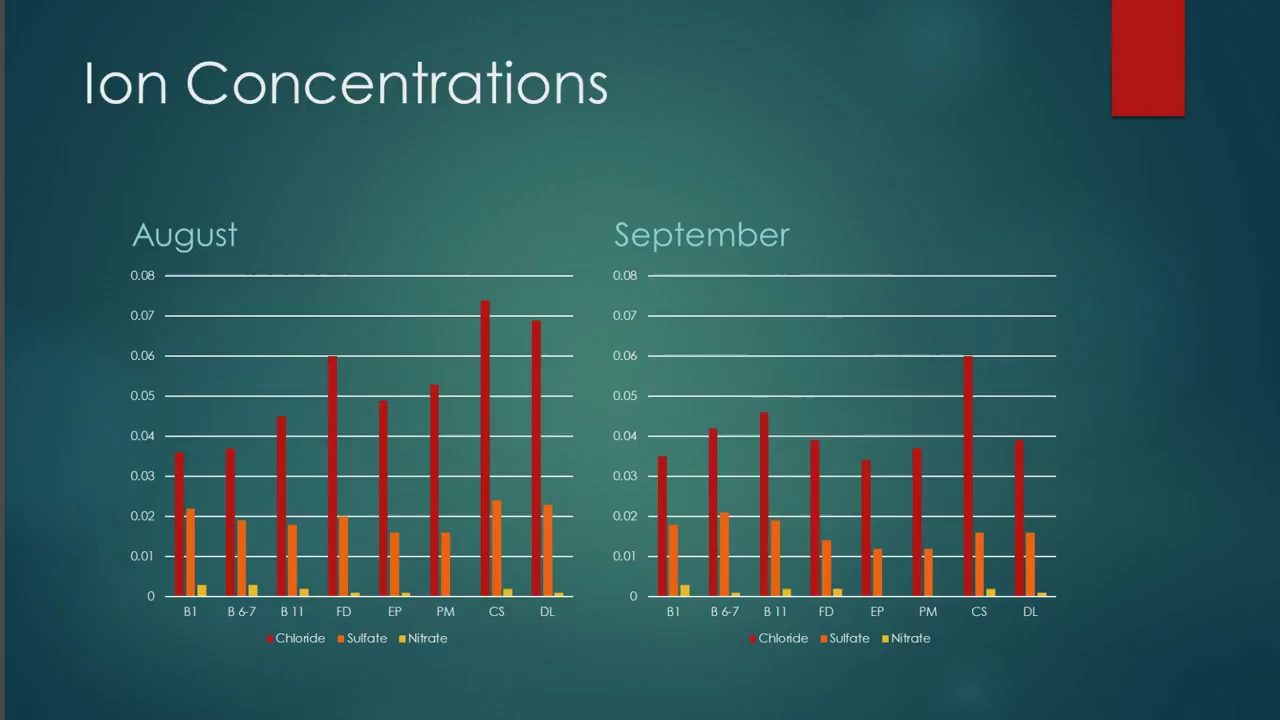 Ion Concentrations
August
0.08
0.07
0.06
0.05
0.04
0.03
0.02
0.01
0
B1 B 6-7 B 11 FD EP PM CS DL
Chloride Sulfate Nitrate
September
0.08
0.07
0.06
0.05
0.04
0.03
0.02
0.01
0
B1 B 6-7 B 11 FD EP PM CS DL
Chloride Sulfate Nitrate